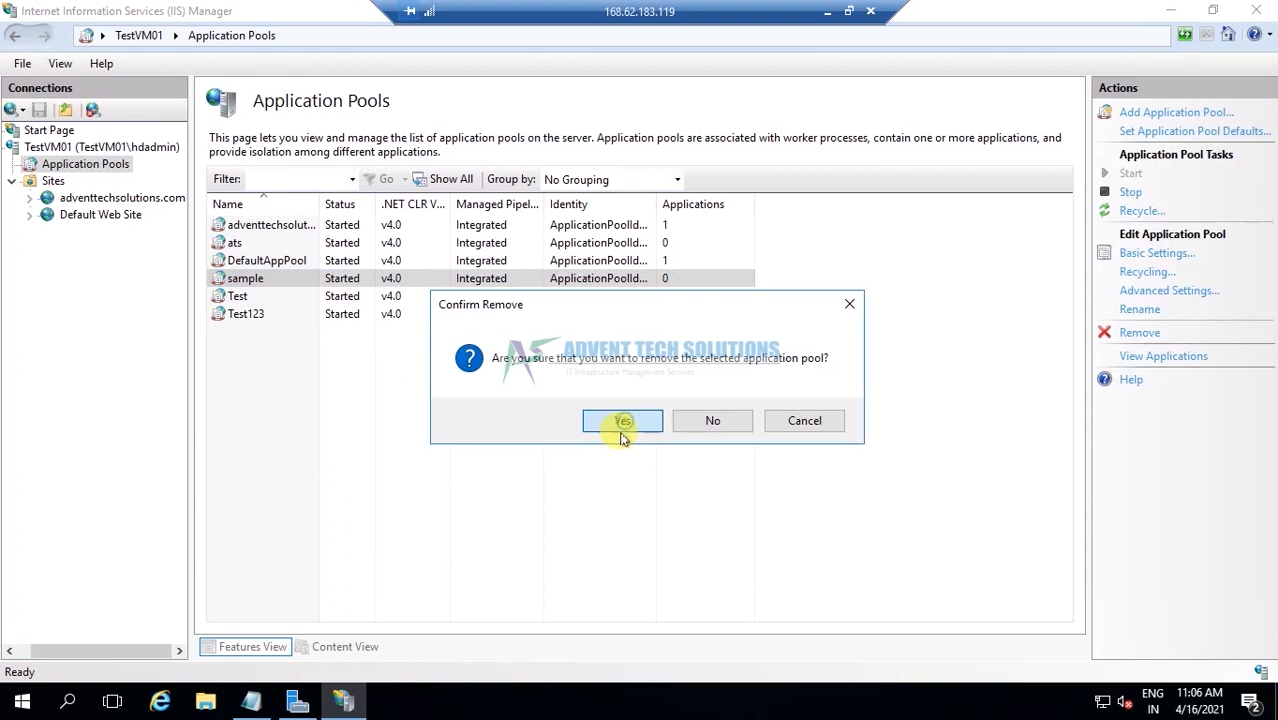 Internet Information Services (IIS) Manager
168.62.183.119
TestVM01
Application Pools
File View Help
Connections
Start Page
TestVM01 (TestVM01\hdadmin)
Application Pools
Sites
adventtechsolutions.com
Default Web Site
Application Pools
This page lets you view and manage the list of application pools on the server. Application pools are associated with worker processes, contain one or more applications, and
provide isolation among different applications.
Filter: Go Show All Group by: No Grouping
Name Status .NET CLR V... Managed Pipel... Identity Applications
adventtechsolut... Started v4.0 Integrated ApplicationPoolId... 1
ats Started v4.0 Integrated ApplicationPoolId... 0
DefaultAppPool Started v4.0 Integrated ApplicationPoolId... 1
sample Started v4.0 Integrated ApplicationPoolId... 0
Test Started v4.0
Test123 Started v4.0
Confirm Remove
ADVENT TECH SOLUTIONS
Are you sure that you want to remove the selected application pool?
IT Infrastructure Management Services
Yes No Cancel
Features View Content View
Ready
Actions
Add Application Pool...
Set Application Pool Defaults...
Application Pool Tasks
Start
Stop
Recycle...
Edit Application Pool
Basic Settings...
Recycling...
Advanced Settings...
Rename
Remove
View Applications
Help
ENG
IN
11:06 AM
4/16/2021
2